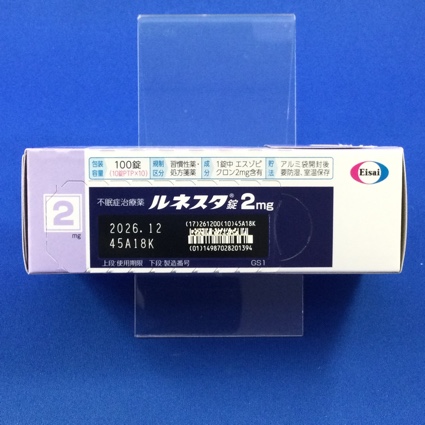 包装容量 100錠 (10錠PTP×10) 規制区分 習慣性薬・処方箋薬 成分 1錠中 エスゾピクロン2mg含有 貯法 アルミ袋開封後要防湿、室温保存
Eisai
不眠症治療薬 ルネスタ®錠2mg
2mg
2026.12
45A18K
(17)261200(10)45A18K
(01)14987028201394
上段 使用期限 下段 製造番号 GS1